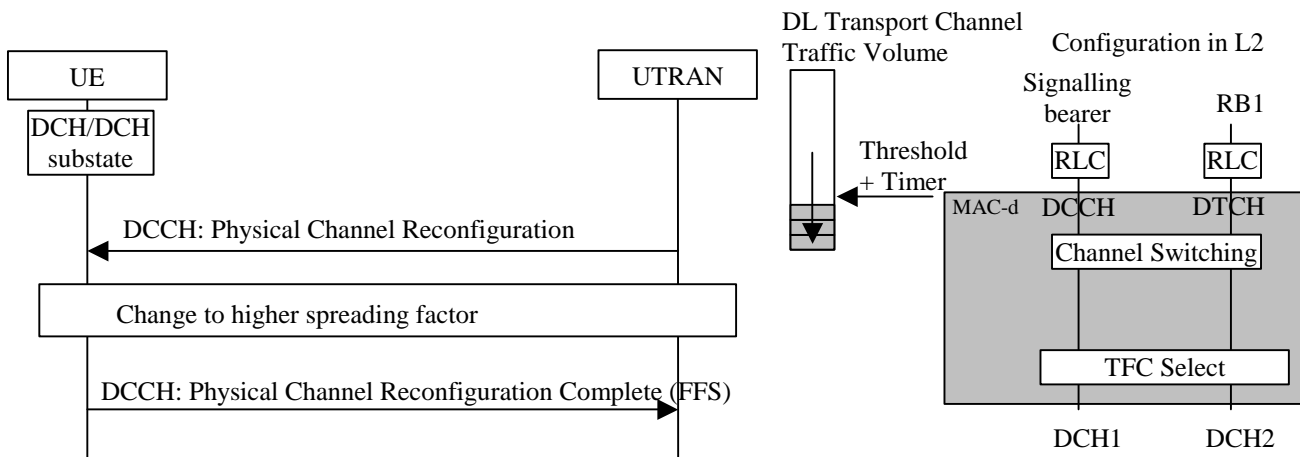 UE
UTRAN
DCH/DCH
substate
DCCH: Physical Channel Reconfiguration
Change to higher spreading factor
DCCH: Physical Channel Reconfiguration Complete (FFS)
DL Transport Channel
Traffic Volume
Threshold
+ Timer
Configuration in L2
Signalling
bearer
RB1
RLC
RLC
MAC-d
DCCH
DTCH
Channel Switching
TFC Select
DCH1
DCH2